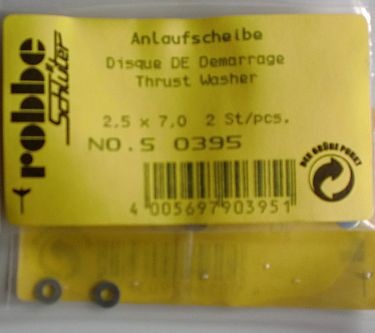 robbe
Schlüter
Anlaufscheibe
Disque DE Demarrage
Thrust Washer
2,5 x 7,0 2 St/pcs.
NO.S 0395
4 005697 903951
DER GRÜNE PUNKT